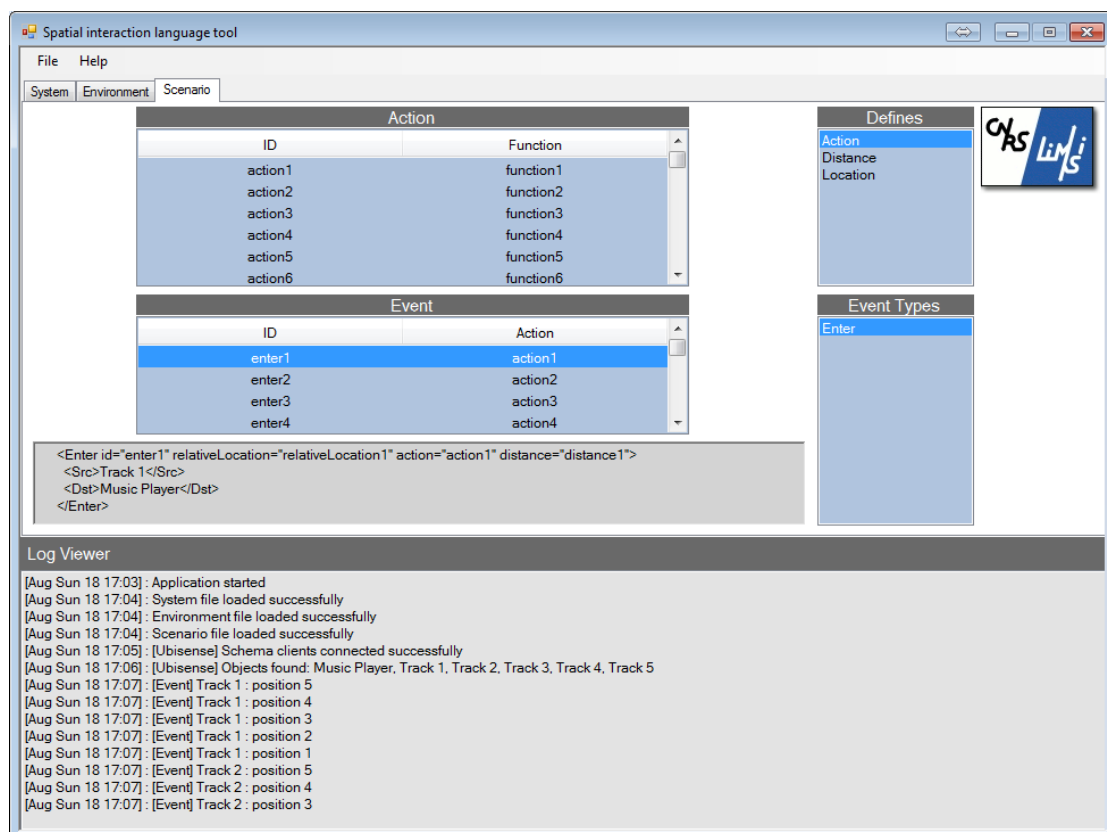 Spatial interaction language tool
File Help
System Environment Scenario
Action
ID Function
action1 function1
action2 function2
action3 function3
action4 function4
action5 function5
action6 function6
Defines
Action
Distance
Location
CNRS LiMSi
Event
ID Action
enter1 action1
enter2 action2
enter3 action3
enter4 action4
Event Types
Enter
<Enter id="enter1" relativeLocation="relativeLocation1" action="action1" distance="distance1">
<Src>Track 1</Src>
<Dst>Music Player</Dst>
</Enter>
Log Viewer
[Aug Sun 18 17:03] : Application started
[Aug Sun 18 17:04] : System file loaded successfully
[Aug Sun 18 17:04] : Environment file loaded successfully
[Aug Sun 18 17:04] : Scenario file loaded successfully
[Aug Sun 18 17:05] : [Ubisense] Schema clients connected successfully
[Aug Sun 18 17:06] : [Ubisense] Objects found: Music Player, Track 1, Track 2, Track 3, Track 4, Track 5
[Aug Sun 18 17:07] : [Event] Track 1 : position 5
[Aug Sun 18 17:07] : [Event] Track 1 : position 4
[Aug Sun 18 17:07] : [Event] Track 1 : position 3
[Aug Sun 18 17:07] : [Event] Track 1 : position 2
[Aug Sun 18 17:07] : [Event] Track 1 : position 1
[Aug Sun 18 17:07] : [Event] Track 2 : position 5
[Aug Sun 18 17:07] : [Event] Track 2 : position 4
[Aug Sun 18 17:07] : [Event] Track 2 : position 3